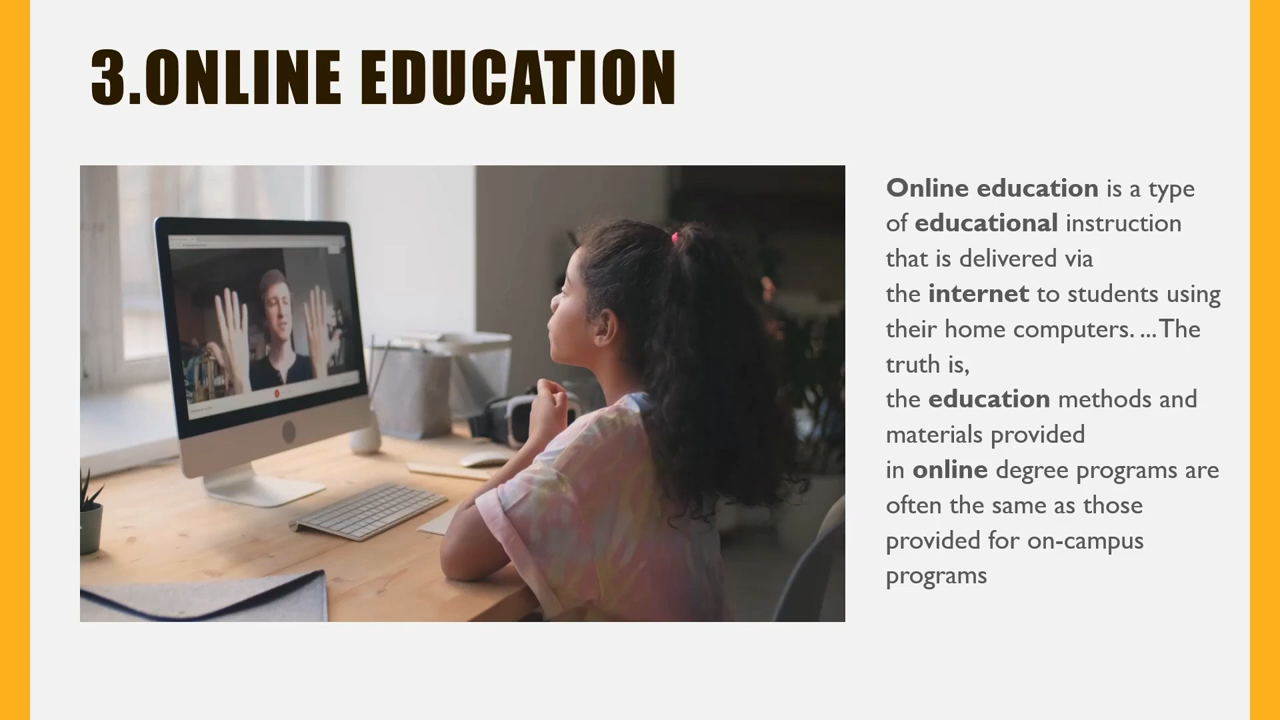 3.ONLINE EDUCATION
Online education is a type
of educational instruction
that is delivered via
the internet to students using
their home computers. ... The
truth is,
the education methods and
materials provided
in online degree programs are
often the same as those
provided for on-campus
programs